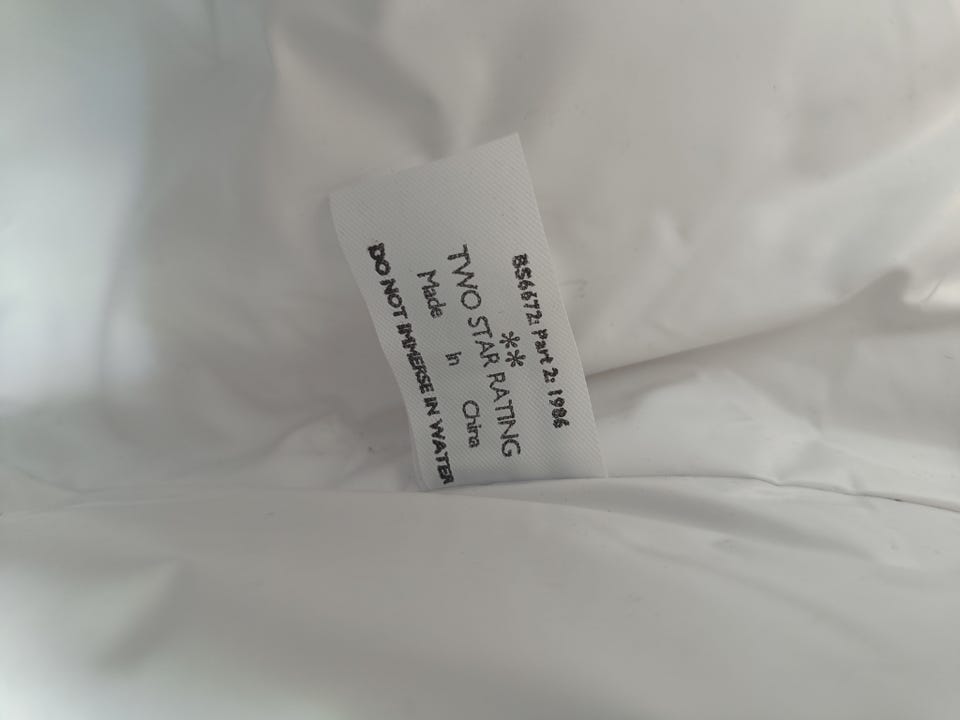 BS6672: Part 2: 1986
**
TWO STAR RATING
Made in China
DO NOT IMMERSE IN WATER